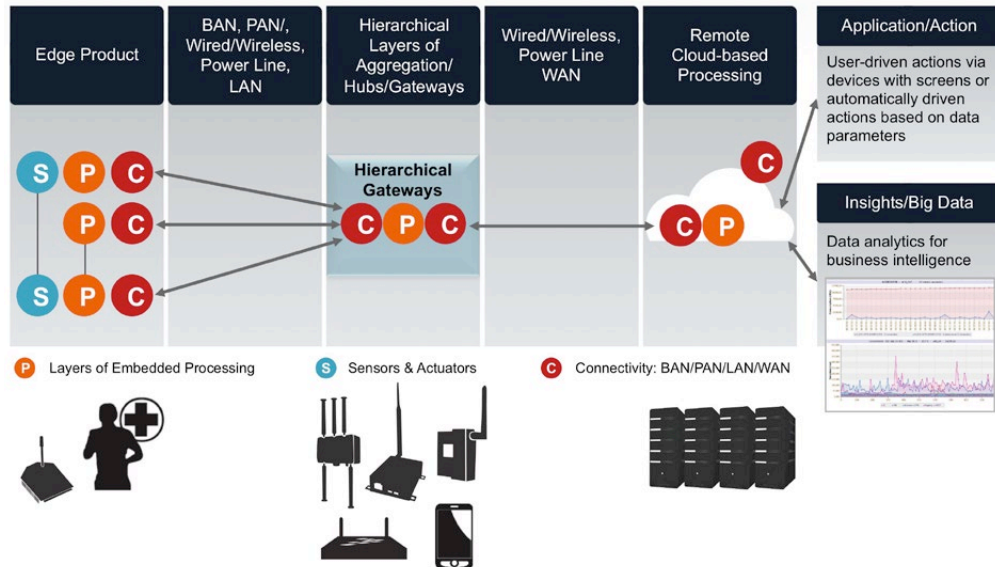 Edge Product
BAN, PAN/,
Wired/Wireless,
Power Line,
LAN
Hierarchical
Layers of
Aggregation/
Hubs/Gateways
Wired/Wireless,
Power Line
WAN
Remote
Cloud-based
Processing
Application/Action
User-driven actions via
devices with screens or
automatically driven
actions based on data
parameters
S P C
P C
S P C
Hierarchical
Gateways
C P C
C
C P
Insights/Big Data
Data analytics for
business intelligence
P Layers of Embedded Processing
S Sensors & Actuators
C Connectivity: BAN/PAN/LAN/WAN